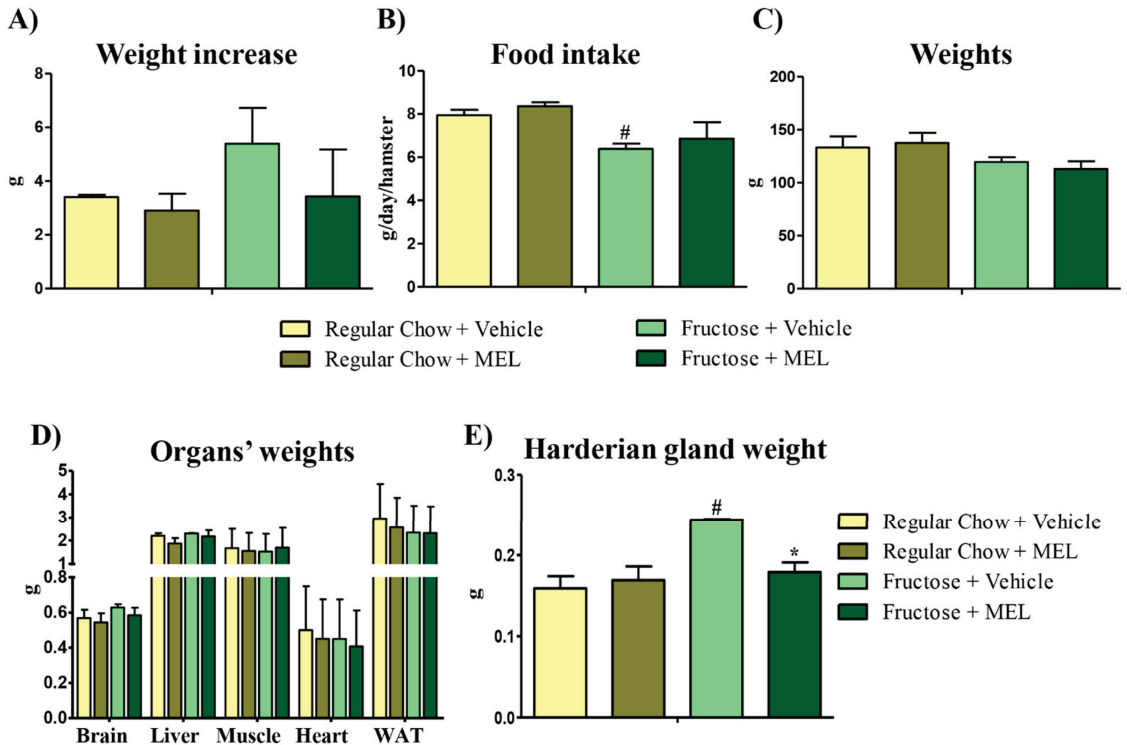 A)
Weight increase
8
6
4
2
0
g
B)
Food intake
10
8
6
4
2
0
g/day/hamster
#
C)
Weights
200
150
100
50
0
g
Regular Chow + Vehicle
Regular Chow + MEL
Fructose + Vehicle
Fructose + MEL
D)
Organs’ weights
5
4
3
2
1
0.8
0.6
0.4
0.2
0.0
g
Brain Liver Muscle Heart WAT
E)
Harderian gland weight
0.3
0.2
0.1
0.0
g
#
*
Regular Chow + Vehicle
Regular Chow + MEL
Fructose + Vehicle
Fructose + MEL